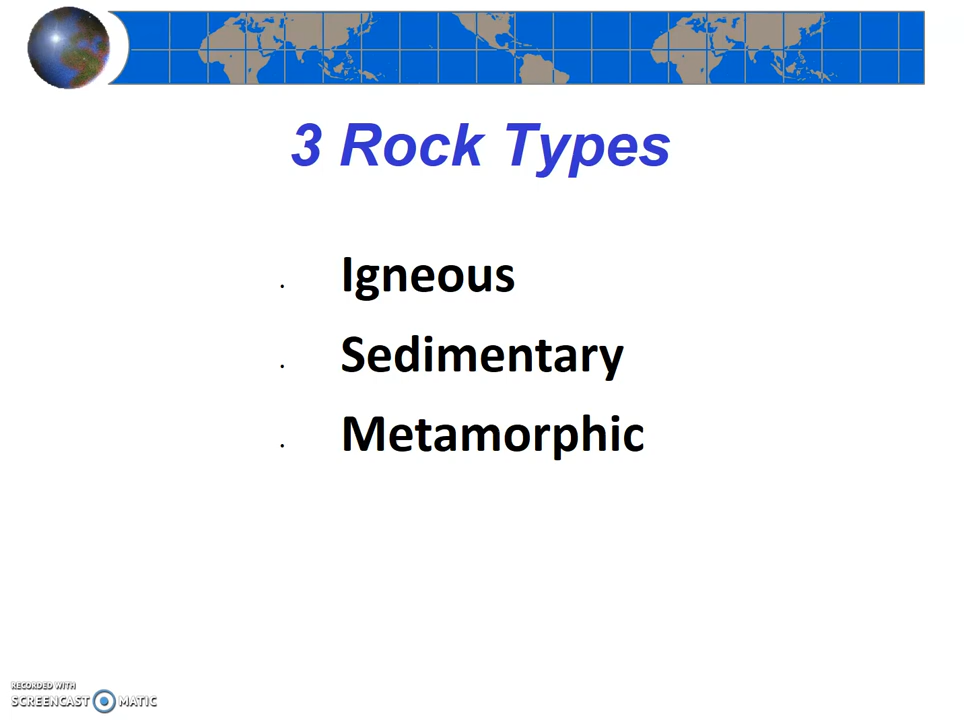 3 Rock Types
• Igneous
• Sedimentary
• Metamorphic
RECORDED WITH
SCREENCAST MATIC